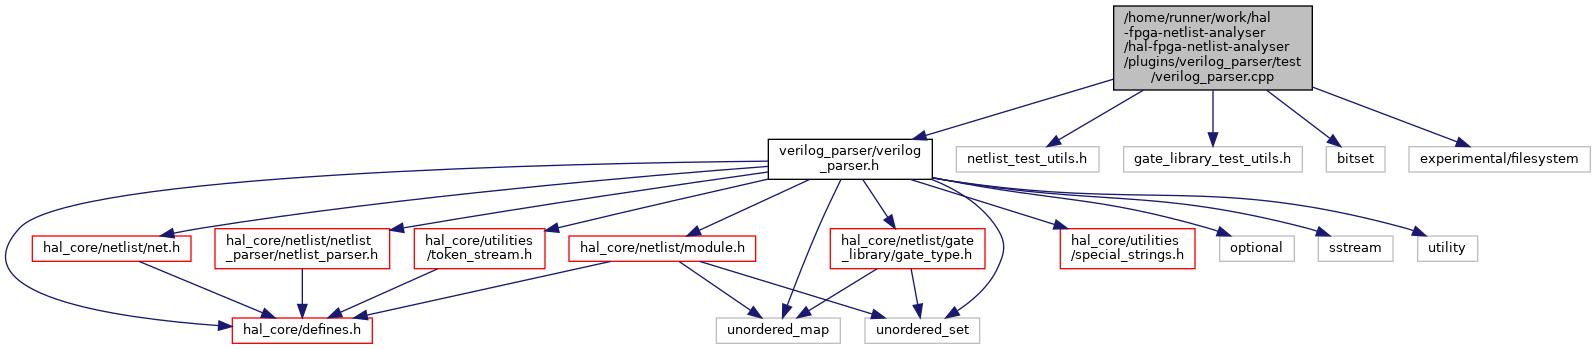 /home/runner/work/hal
-fpga-netlist-analyser
/hal-fpga-netlist-analyser
/plugins/verilog_parser/test
/verilog_parser.cpp
verilog_parser/verilog
_parser.h
netlist_test_utils.h
gate_library_test_utils.h
bitset
experimental/filesystem
hal_core/netlist/net.h
hal_core/netlist/netlist
_parser/netlist_parser.h
hal_core/utilities
/token_stream.h
hal_core/netlist/module.h
hal_core/netlist/gate
_library/gate_type.h
hal_core/utilities
/special_strings.h
optional
sstream
utility
hal_core/defines.h
unordered_map
unordered_set